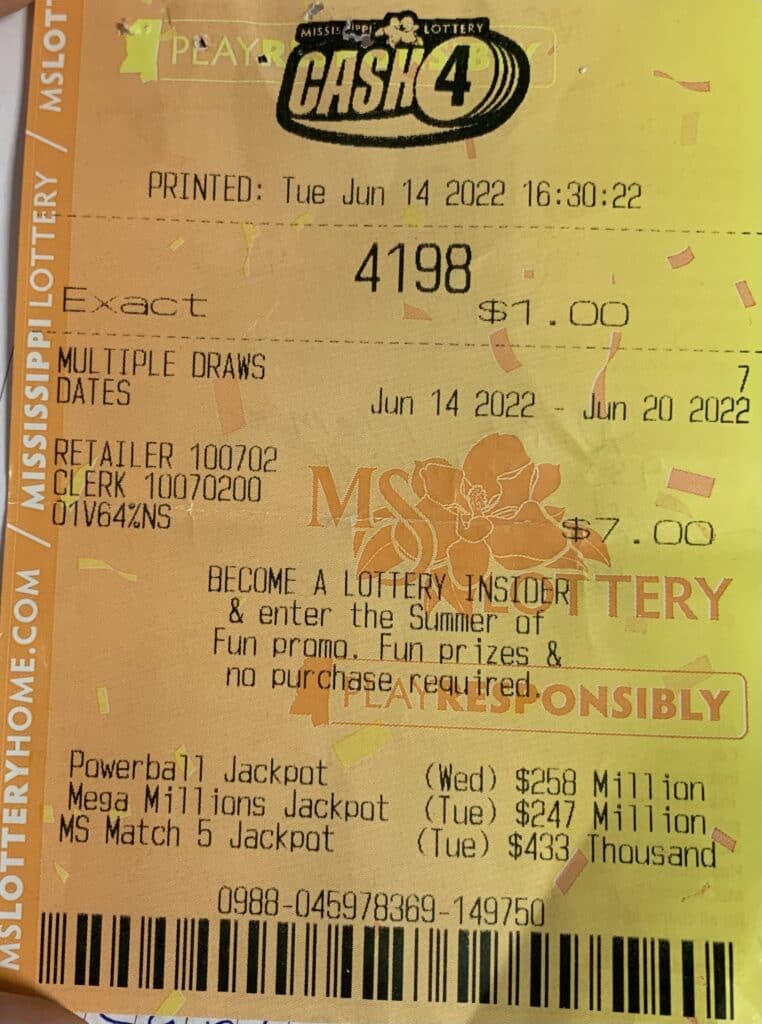 PLAY RESPONSIBLY
MISSISSIPPI LOTTERY
CASH 4
PRINTED: Tue Jun 14 2022 16:30:22
4198
Exact $1.00
MULTIPLE DRAWS 7
DATES Jun 14 2022 - Jun 20 2022
RETAILER 100702
CLERK 10070200
01V64%NS
$7.00
MS LOTTERY
BECOME A LOTTERY INSIDER
& enter the Summer of
Fun promo. Fun prizes &
no purchase required.
PLAY RESPONSIBLY
Powerball Jackpot (Wed) $258 Million
Mega Millions Jackpot (Tue) $247 Million
MS Match 5 Jackpot (Tue) $433 Thousand
0988-045978369-149750
MSLOTTERYHOME.COM / MISSISSIPPI LOTTERY / MSLOTT